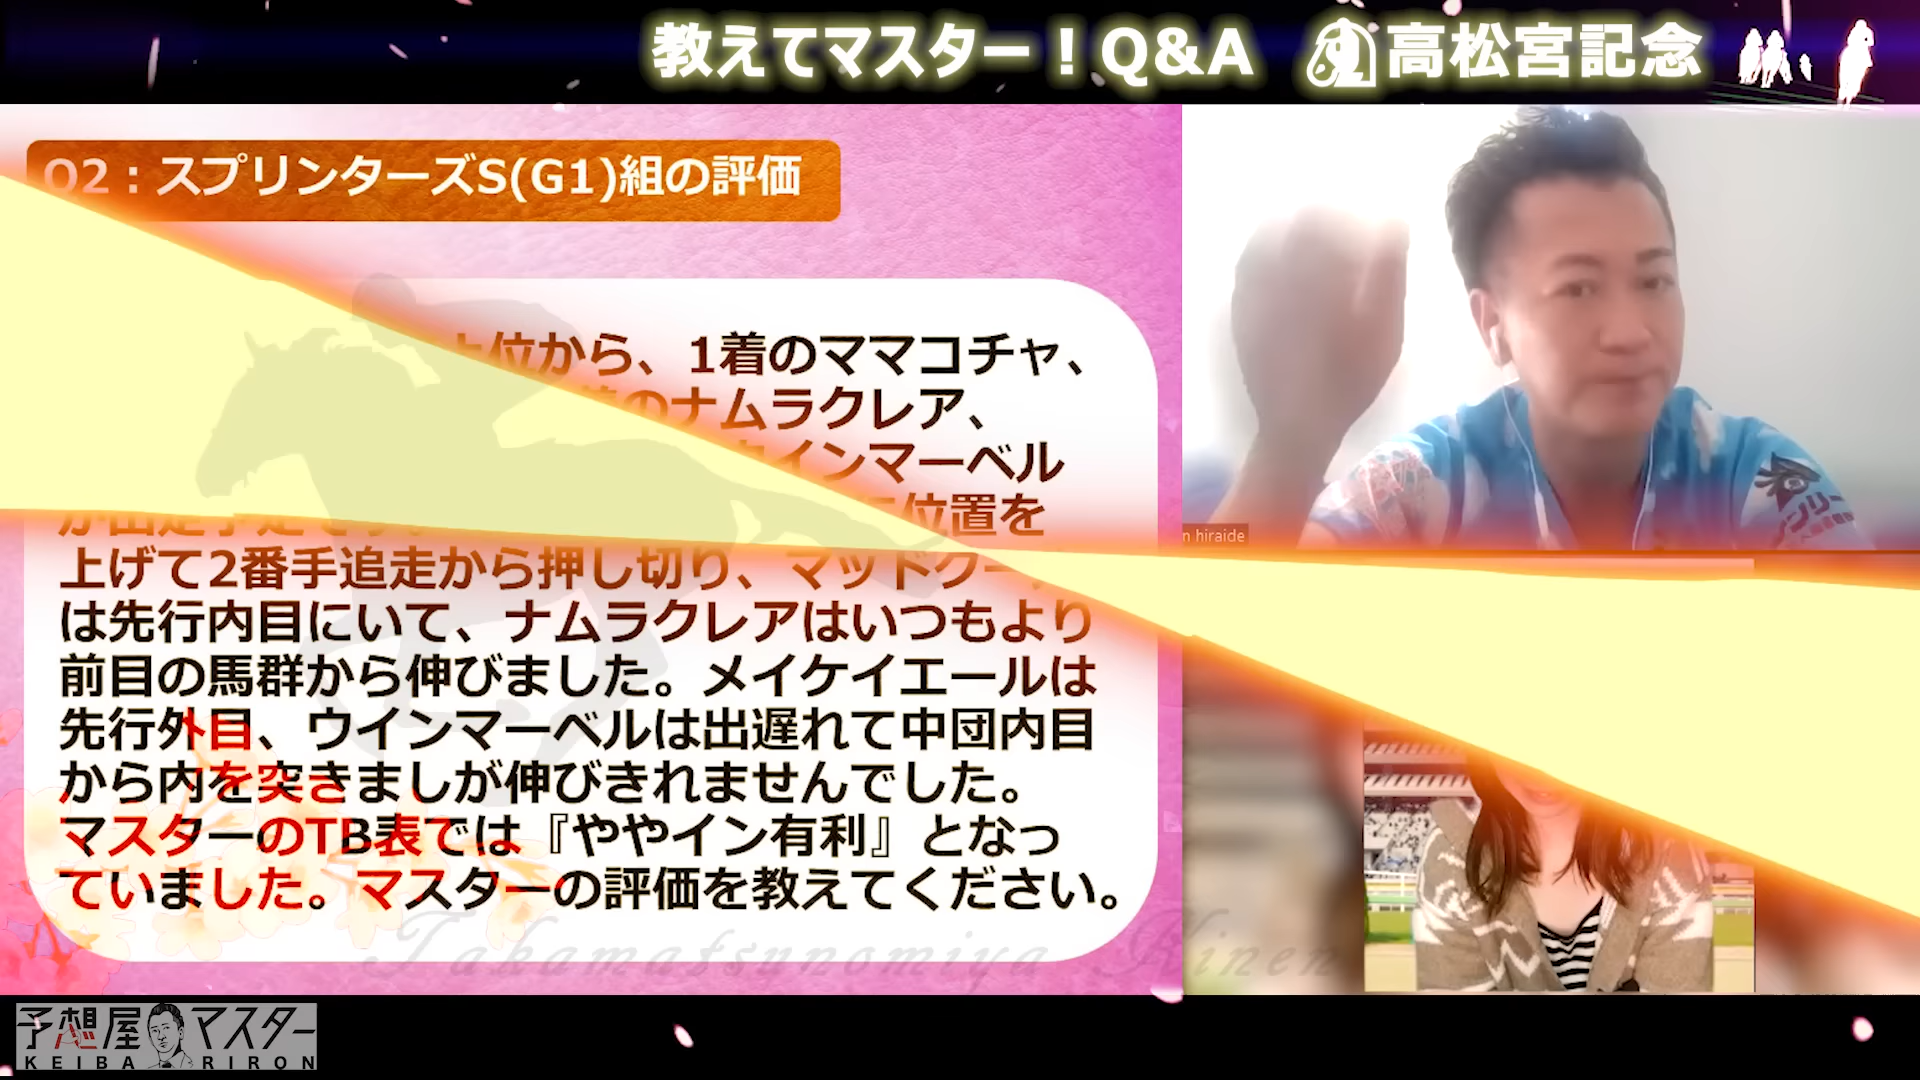 教えてマスター！Q&A 高松宮記念
Q2：スプリンターズS(G1)組の評価
位から、1着のママコチャ、
のナムラクレア、
インマーベル
位置を
上げて2番手追走から押し切り、マッドクー
は先行内目にいて、ナムラクレアはいつもより
前目の馬群から伸びました。メイケイエールは
先行外目、ウインマーベルは出遅れて中団内目
から内を突きましが伸びきれませんでした。
マスターのTB表では『ややイン有利』となっ
ていました。マスターの評価を教えてください。
Takamatsunomiya Kinen
n hiraide
予想屋マスター
KEIBA RIRON